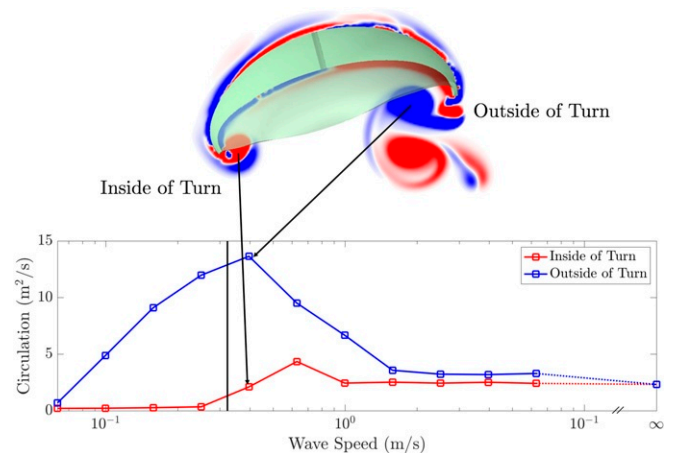 Outside of Turn
Inside of Turn
15
10
5
0
Circulation (m²/s)
Inside of Turn
Outside of Turn
10⁻¹
10⁰
10⁻¹
//
∞
Wave Speed (m/s)